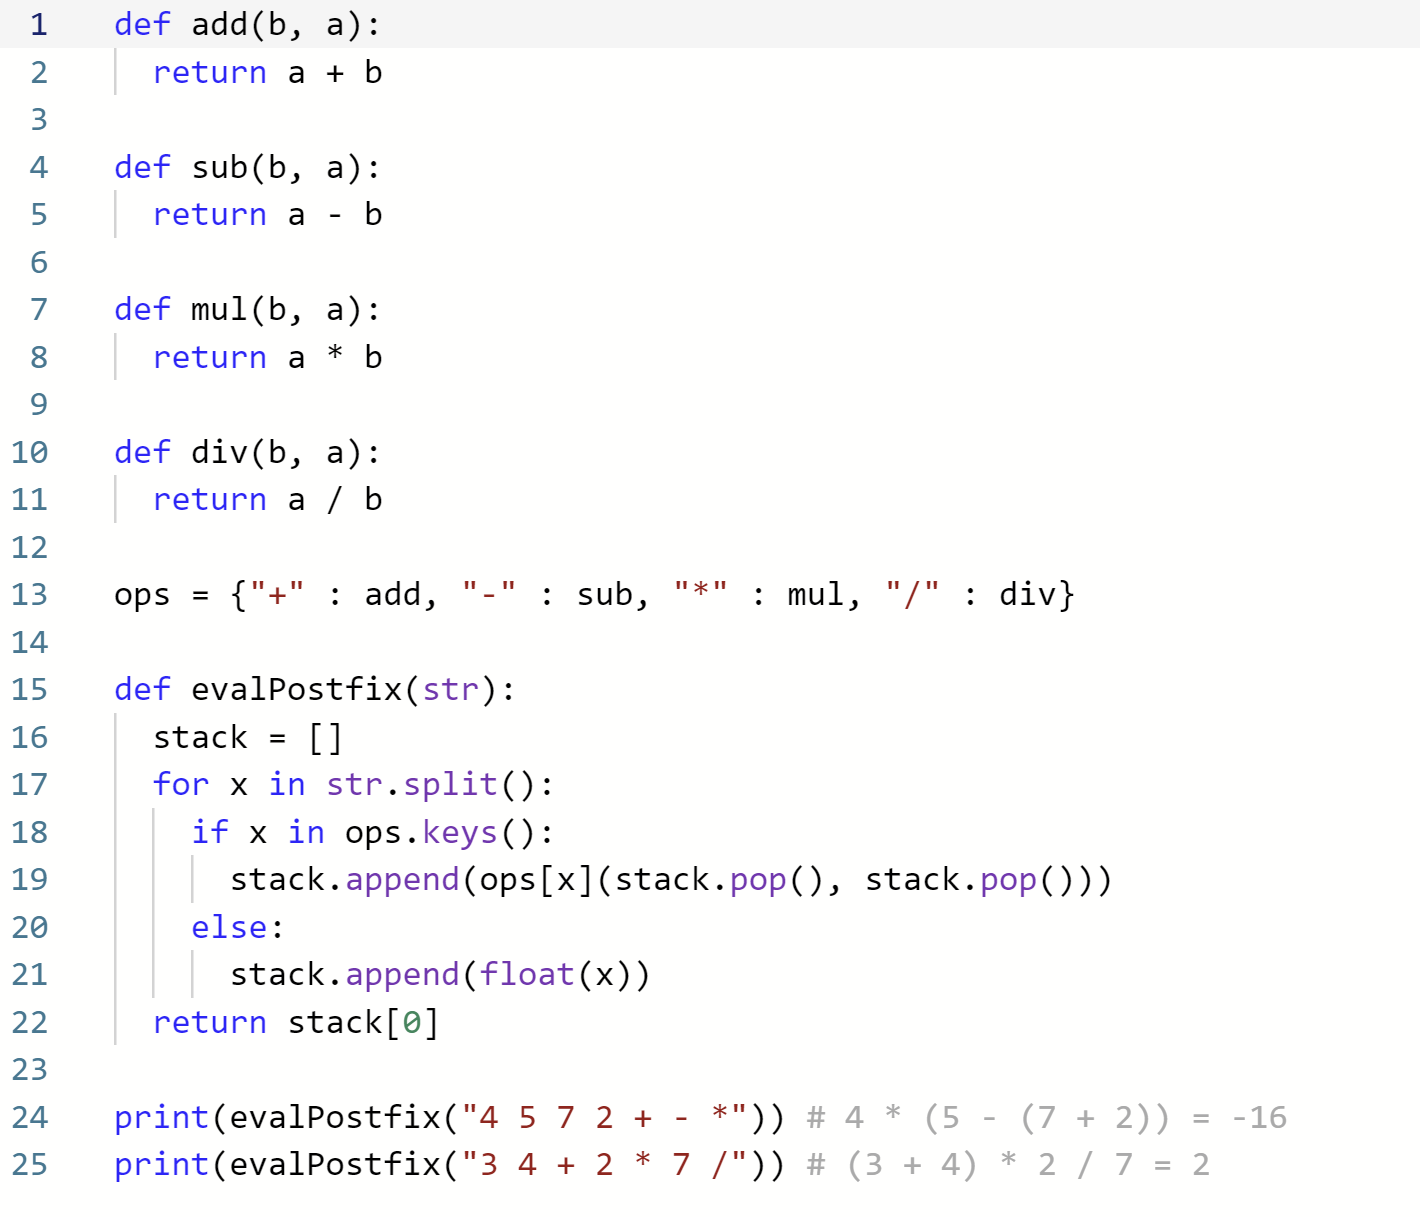 1 def add(b, a):
2   return a + b
3
4 def sub(b, a):
5   return a - b
6
7 def mul(b, a):
8   return a * b
9
10 def div(b, a):
11   return a / b
12
13 ops = {"+" : add, "-" : sub, "*" : mul, "/" : div}
14
15 def evalPostfix(str):
16   stack = []
17   for x in str.split():
18     if x in ops.keys():
19       stack.append(ops[x](stack.pop(), stack.pop()))
20     else:
21       stack.append(float(x))
22   return stack[0]
23
24 print(evalPostfix("4 5 7 2 + - *")) # 4 * (5 - (7 + 2)) = -16
25 print(evalPostfix("3 4 + 2 * 7 /")) # (3 + 4) * 2 / 7 = 2